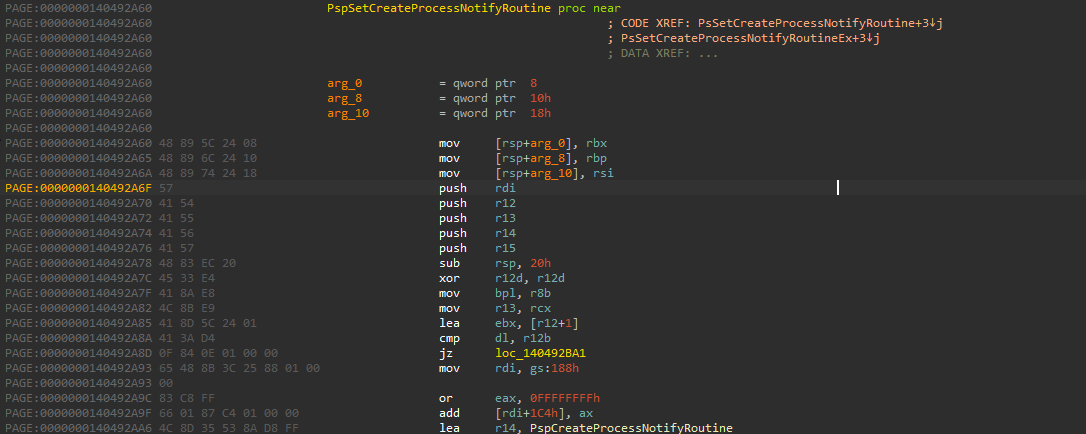 PAGE:0000000140492A60 PspSetCreateProcessNotifyRoutine proc near
PAGE:0000000140492A60 ; CODE XREF: PsSetCreateProcessNotifyRoutine+3↓j
PAGE:0000000140492A60 ; PsSetCreateProcessNotifyRoutineEx+3↓j
PAGE:0000000140492A60 ; DATA XREF: ...
PAGE:0000000140492A60
PAGE:0000000140492A60 arg_0 = qword ptr 8
PAGE:0000000140492A60 arg_8 = qword ptr 10h
PAGE:0000000140492A60 arg_10 = qword ptr 18h
PAGE:0000000140492A60
PAGE:0000000140492A60 48 89 5C 24 08 mov [rsp+arg_0], rbx
PAGE:0000000140492A65 48 89 6C 24 10 mov [rsp+arg_8], rbp
PAGE:0000000140492A6A 48 89 74 24 18 mov [rsp+arg_10], rsi
PAGE:0000000140492A6F 57 push rdi
PAGE:0000000140492A70 41 54 push r12
PAGE:0000000140492A72 41 55 push r13
PAGE:0000000140492A74 41 56 push r14
PAGE:0000000140492A76 41 57 push r15
PAGE:0000000140492A78 48 83 EC 20 sub rsp, 20h
PAGE:0000000140492A7C 45 33 E4 xor r12d, r12d
PAGE:0000000140492A7F 41 8A E8 mov bpl, r8b
PAGE:0000000140492A82 4C 8B E9 mov r13, rcx
PAGE:0000000140492A85 41 8D 5C 24 01 lea ebx, [r12+1]
PAGE:0000000140492A8A 41 3A D4 cmp dl, r12b
PAGE:0000000140492A8D 0F 84 0E 01 00 00 jz loc_140492BA1
PAGE:0000000140492A93 65 48 8B 3C 25 88 01 00 mov rdi, gs:188h
PAGE:0000000140492A93 00
PAGE:0000000140492A9C 83 C8 FF or eax, 0FFFFFFFFh
PAGE:0000000140492A9F 66 01 87 C4 01 00 00 add [rdi+1C4h], ax
PAGE:0000000140492AA6 4C 8D 35 53 8A D8 FF lea r14, PspCreateProcessNotifyRoutine